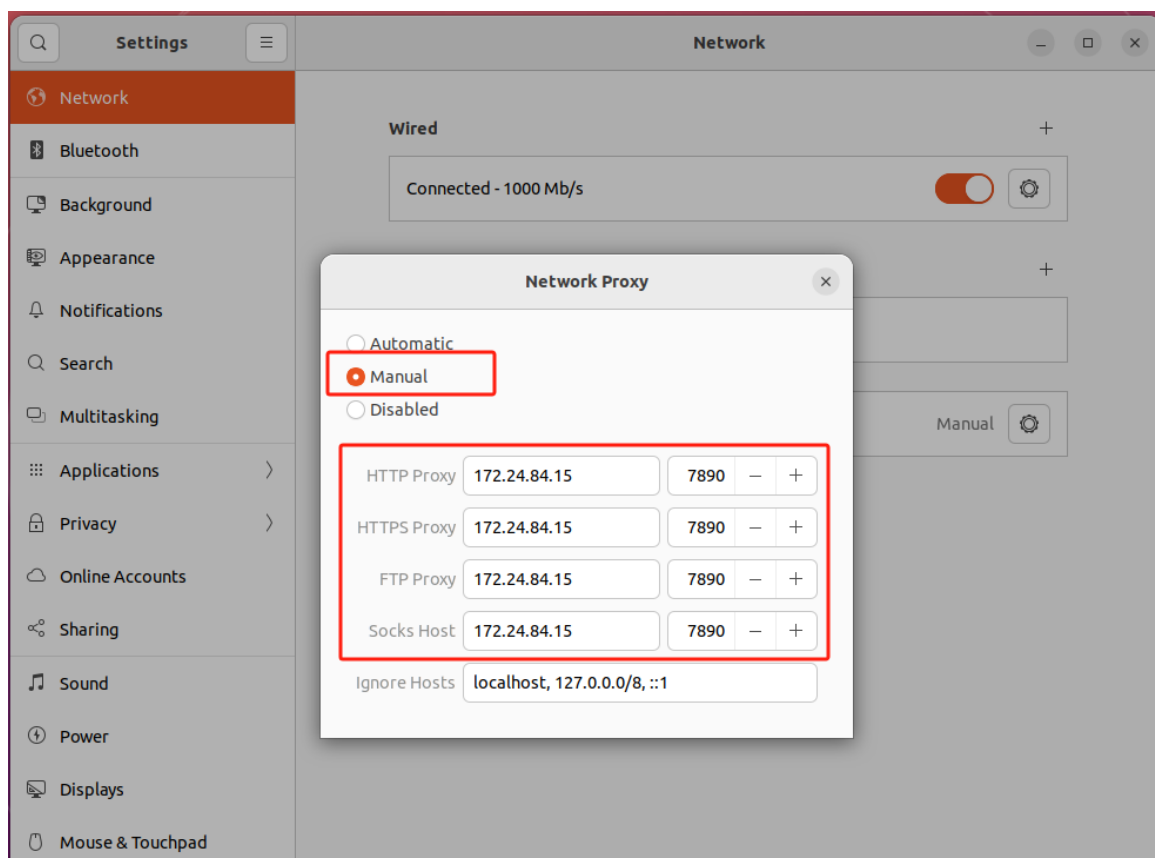 Settings
Network
Network
Bluetooth
Background
Appearance
Notifications
Search
Multitasking
Applications
Privacy
Online Accounts
Sharing
Sound
Power
Displays
Mouse & Touchpad
Wired
Connected - 1000 Mb/s
Manual
Network Proxy
Automatic
Manual
Disabled
HTTP Proxy 172.24.84.15 7890 − +
HTTPS Proxy 172.24.84.15 7890 − +
FTP Proxy 172.24.84.15 7890 − +
Socks Host 172.24.84.15 7890 − +
Ignore Hosts localhost, 127.0.0.0/8, ::1